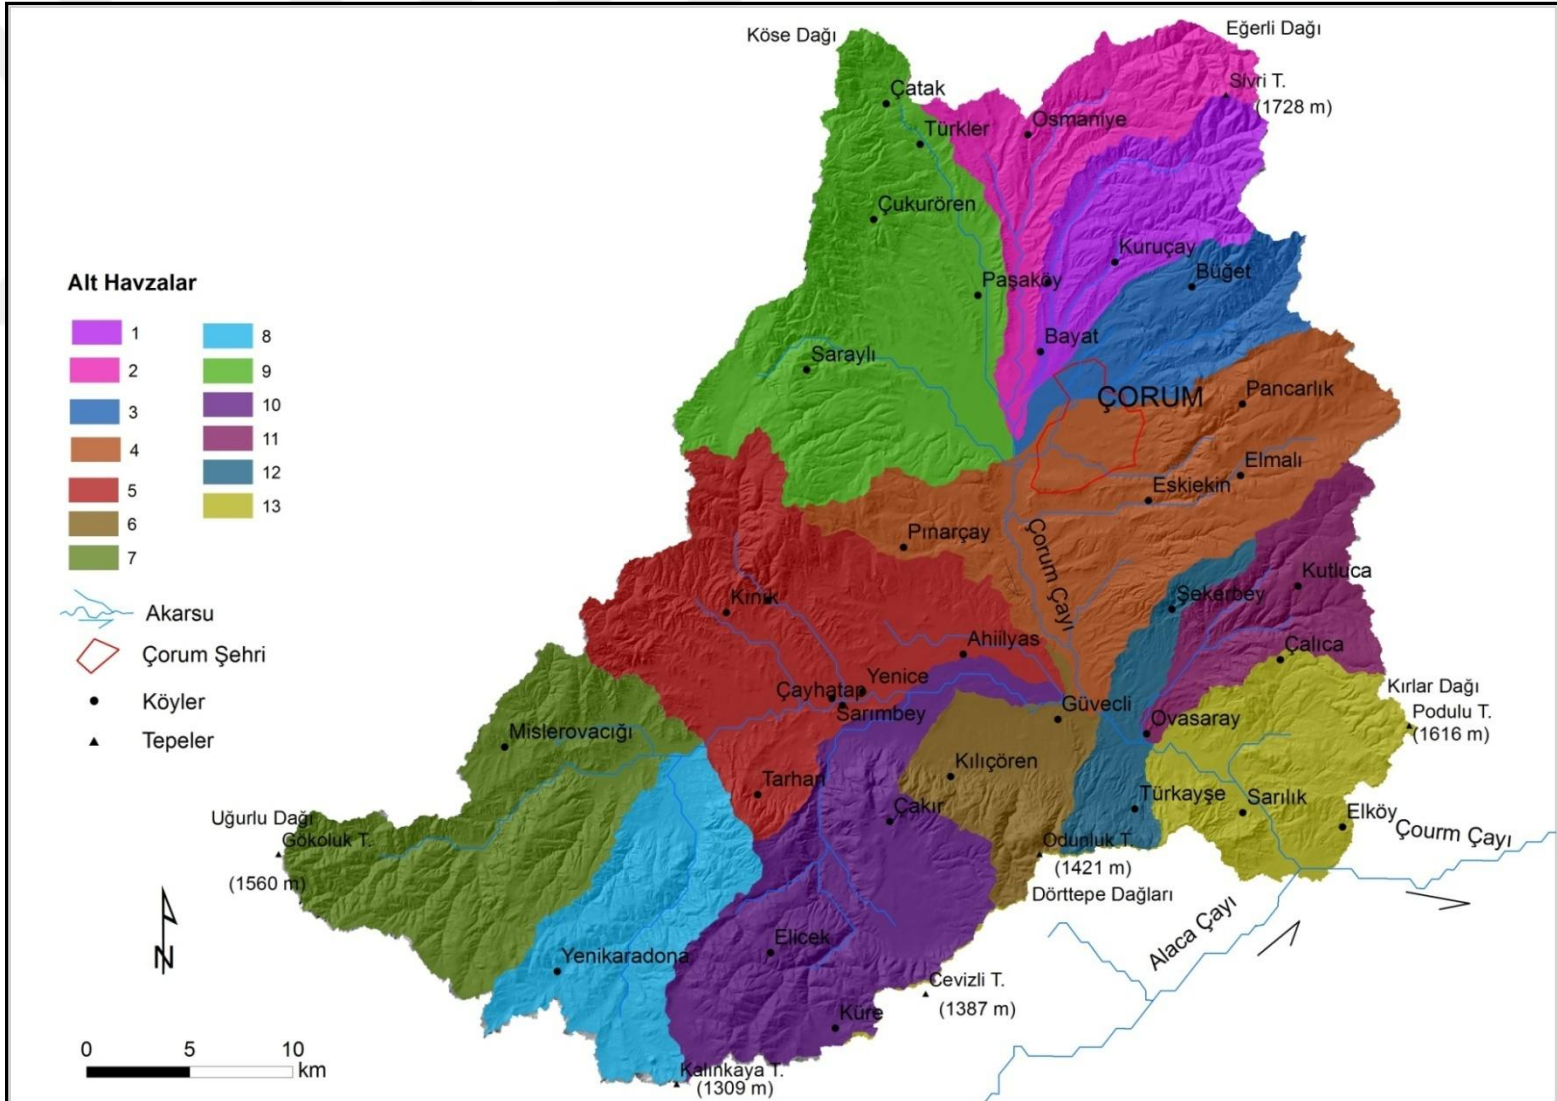 Köse Dağı
Eğerli Dağı
Sivri T.
(1728 m)
Çatak
Osmaniye
Türkler
Çukurören
Kuruçay
Büğet
Paşaköy
Bayat
Saraylı
ÇORUM
Pancarlık
Elmalı
Eskiekin
Pınarçay
Çorum Çayı
Kutluca
Şekerbey
Kınık
Ahiilyas
Çalıca
Yenice
Çayhatap
Sarımbey
Güvecli
Ovasaray
Kırlar Dağı
Podulu T.
(1616 m)
Mislerovacığı
Kılıçören
Tarhan
Çakır
Türkayşe
Sarılık
Elköy
Çourm Çayı
Uğurlu Dağı
Gökoluk T.
(1560 m)
Odunluk T.
(1421 m)
Dörttepe Dağları
Alaca Çayı
Yenikaradona
Elicek
Cevizli T.
(1387 m)
Küre
Kalınkaya T.
(1309 m)
Alt Havzalar
1
2
3
4
5
6
7
8
9
10
11
12
13
Akarsu
Çorum Şehri
Köyler
Tepeler
N
0 5 10
km